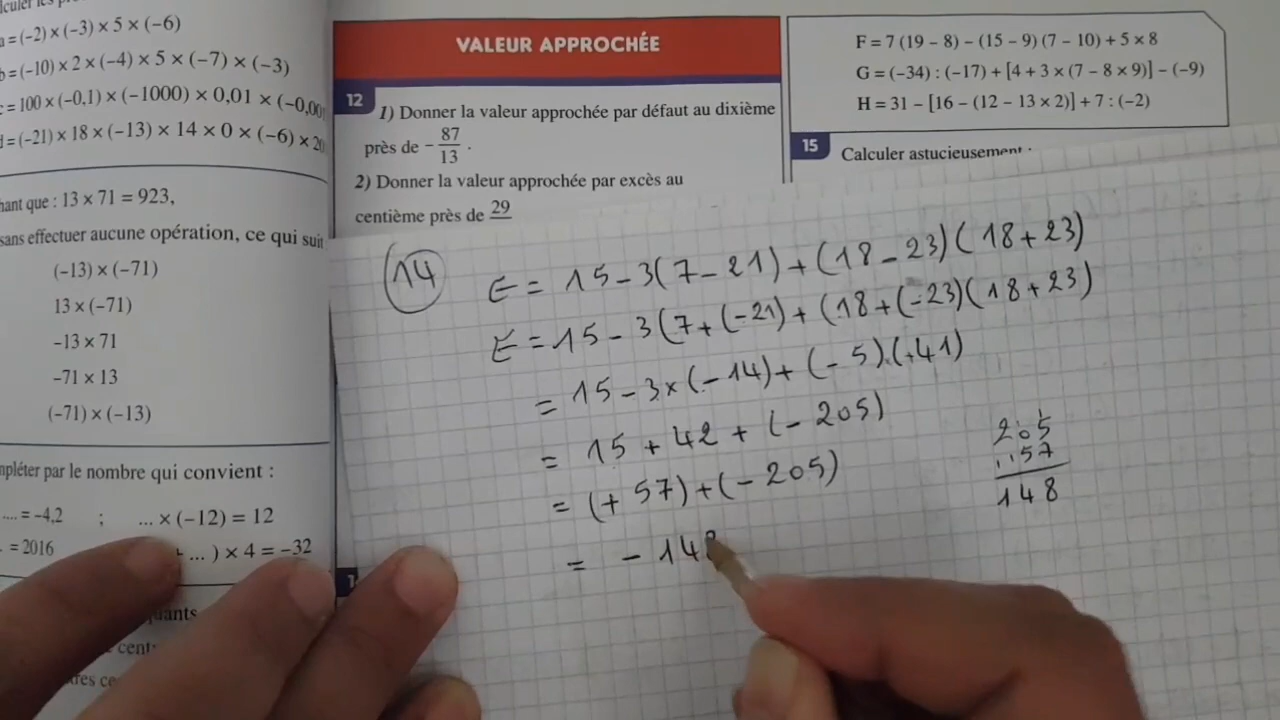 a = (−2) × (−3) × 5 × (−6)
b = (−10) × 2 × (−4) × 5 × (−7) × (−3)
= 100 × (−0,1) × (−1000) × 0,01 × (−0,00
= (−21) × 18 × (−13) × 14 × 0 × (−6) × 20
que : 13 × 71 = 923,
sans effectuer aucune opération, ce qui suit
(−13) × (−71)
13 × (−71)
−13 × 71
−71 × 13
(−71) × (−13)
par le nombre qui convient :
.... = −4,2 ; ... × (−12) = 12
= 2016 ... ) × 4 = −32
VALEUR APPROCHÉE
12 1) Donner la valeur approchée par défaut au dixième
près de − 87/13 .
2) Donner la valeur approchée par excès au
centième près de 29
F = 7 (19 − 8) − (15 − 9) (7 − 10) + 5 × 8
G = (−34) : (−17) + [4 + 3 × (7 − 8 × 9)] − (−9)
H = 31 − [16 − (12 − 13 × 2)] + 7 : (−2)
15 Calculer astucieusement :
14 E = 15 − 3(7 − 21) + (18 − 23)(18 + 23)
E = 15 − 3(7 + (−21) + (18 + (−23)(18 + 23)
= 15 − 3 × (−14) + (−5).(+41)
= 15 + 42 + (−205)
= (+57) + (−205)
= − 148
205
57
148